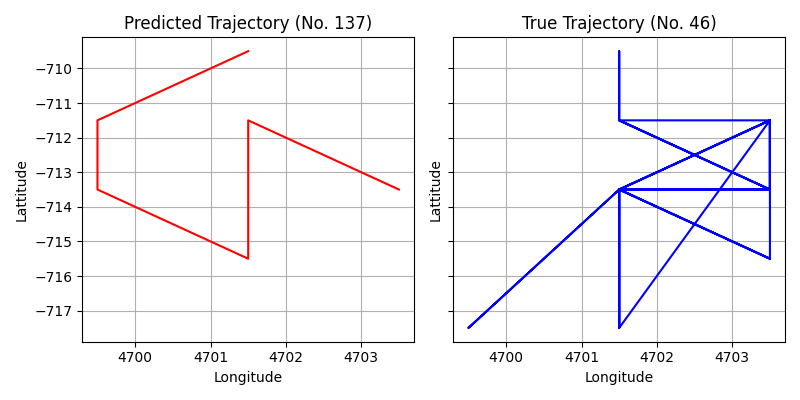 Predicted Trajectory (No. 137)
True Trajectory (No. 46)
−710
−711
−712
−713
−714
−715
−716
−717
Lattitude
Lattitude
4700 4701 4702 4703
4700 4701 4702 4703
Longitude
Longitude